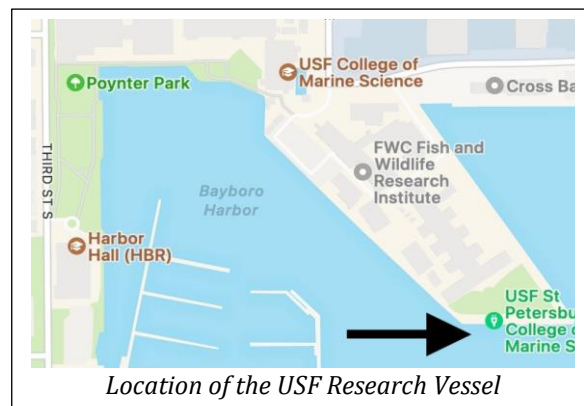 Poynter Park
USF College of
Marine Science
Cross Ba
FWC Fish and
Wildlife
Research
Institute
THIRD ST S
Bayboro
Harbor
Harbor
Hall (HBR)
USF St
Petersbu
College o
Marine S
Location of the USF Research Vessel